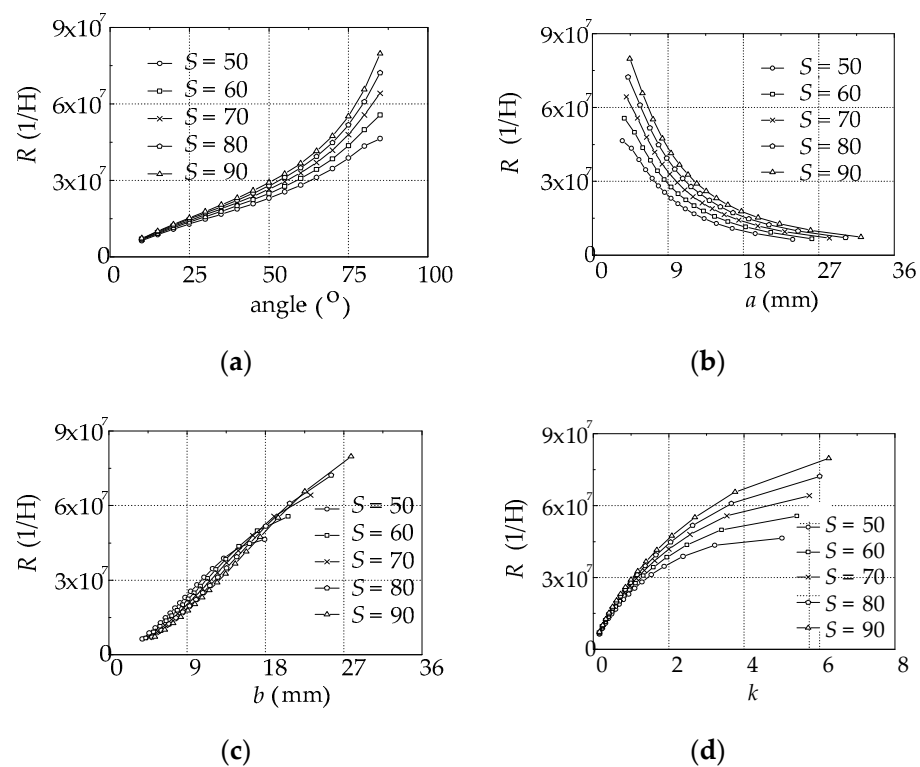 9x10⁷
6x10⁷
3x10⁷
0
R (1/H)
S = 50
S = 60
S = 70
S = 80
S = 90
0 25 50 75 100
angle (°)
(a)
9x10⁷
6x10⁷
3x10⁷
0
R (1/H)
S = 50
S = 60
S = 70
S = 80
S = 90
0 9 18 27 36
a (mm)
(b)
9x10⁷
6x10⁷
3x10⁷
0
R (1/H)
S = 50
S = 60
S = 70
S = 80
S = 90
0 9 18 27 36
b (mm)
(c)
9x10⁷
6x10⁷
3x10⁷
0
R (1/H)
S = 50
S = 60
S = 70
S = 80
S = 90
0 2 4 6 8
k
(d)